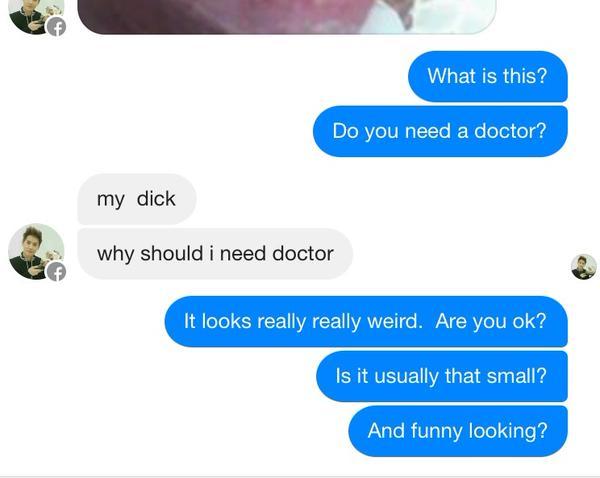 What is this?
Do you need a doctor?
my dick
why should i need doctor
It looks really really weird. Are you ok?
Is it usually that small?
And funny looking?